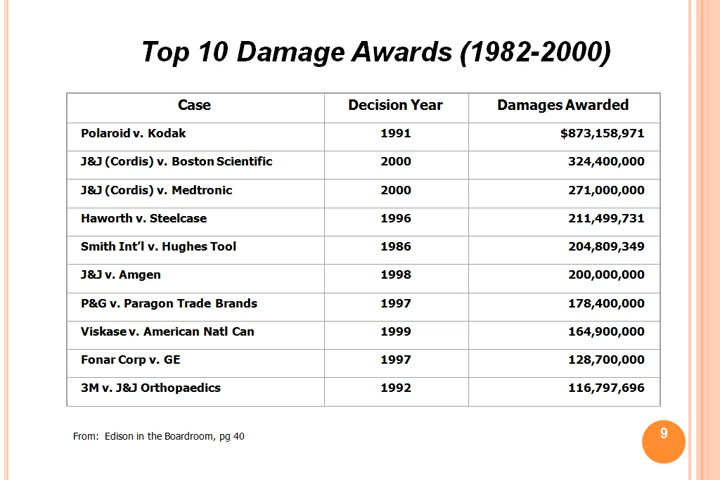 Top 10 Damage Awards (1982-2000)
Case Decision Year Damages Awarded
Polaroid v. Kodak 1991 $873,158,971
J&J (Cordis) v. Boston Scientific 2000 324,400,000
J&J (Cordis) v. Medtronic 2000 271,000,000
Haworth v. Steelcase 1996 211,499,731
Smith Int'l v. Hughes Tool 1986 204,809,349
J&J v. Amgen 1998 200,000,000
P&G v. Paragon Trade Brands 1997 178,400,000
Viskase v. American Natl Can 1999 164,900,000
Fonar Corp v. GE 1997 128,700,000
3M v. J&J Orthopaedics 1992 116,797,696
From: Edison in the Boardroom, pg 40
9